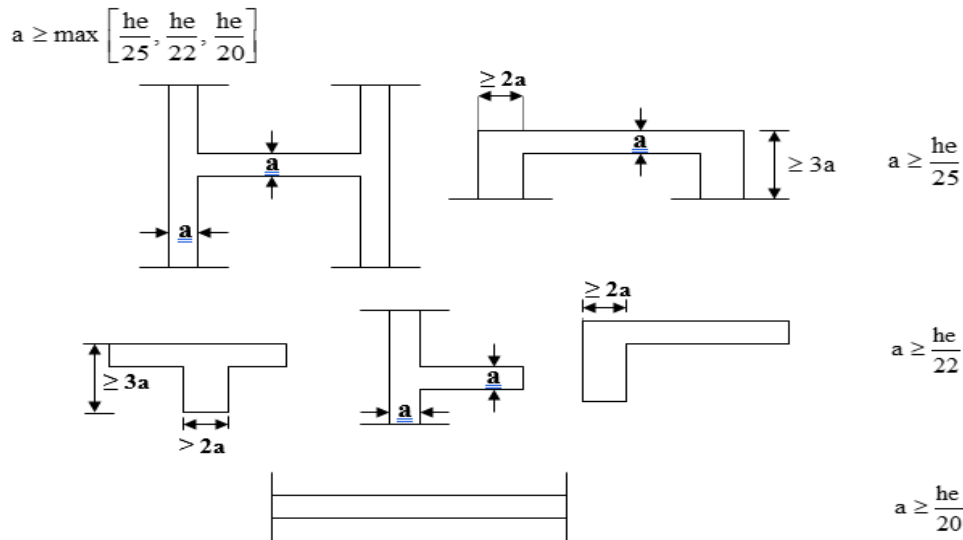 a ≥ max [he/25, he/22, he/20]
≥ 2a
a
a
≥ 3a
a ≥ he/25
a
≥ 2a
≥ 3a
a
a
a ≥ he/22
> 2a
a ≥ he/20